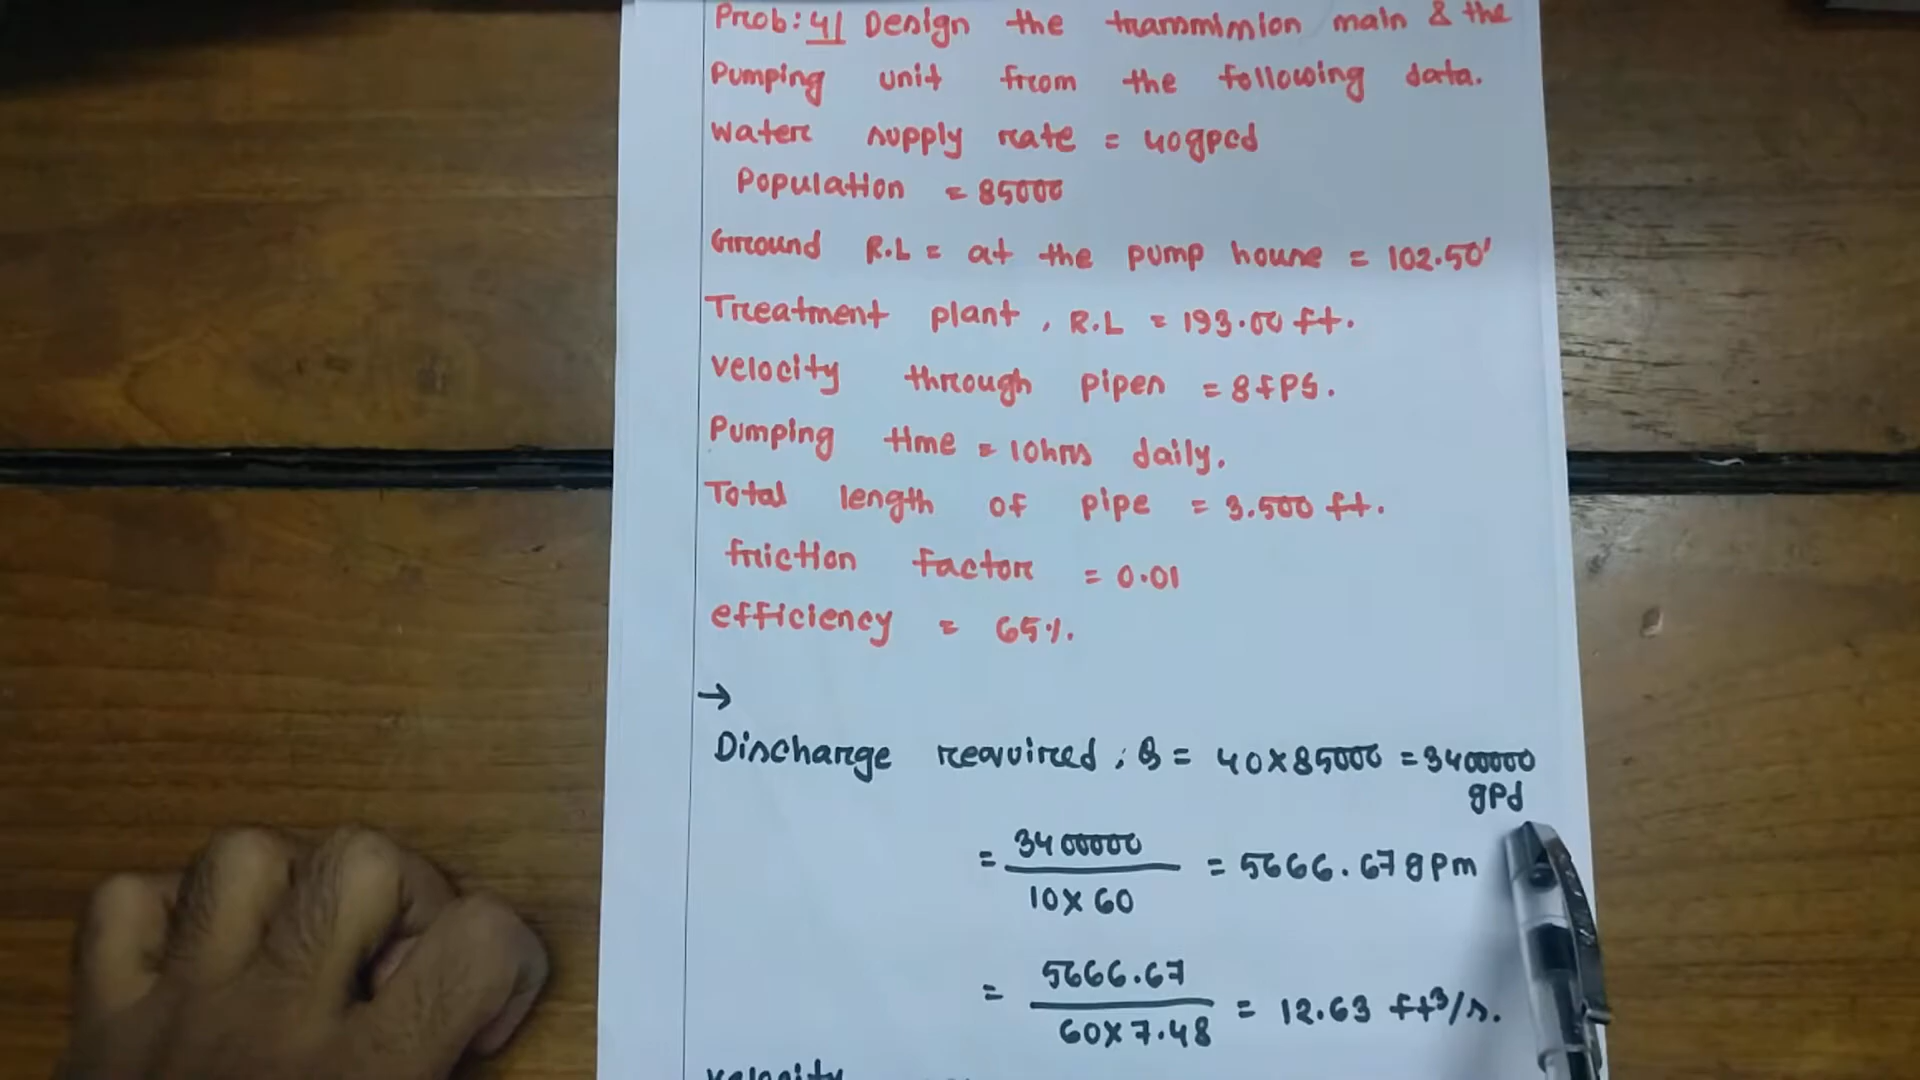 Prob: 41 Design the transmission main & the
Pumping unit from the following data.
Water supply rate = 40gpcd
Population = 85000
Ground R.L = at the pump house = 102.50'
Treatment plant, R.L = 193.00 ft.
Velocity through pipes = 8 fps.
Pumping time = 10hrs daily.
Total length of pipe = 3.500 ft.
friction factor = 0.01
efficiency = 65%.
→
Discharge required, Q = 40×85000 = 3400000
gpd
= 3400000 / 10×60 = 5666.67 gpm
= 5666.67 / 60×7.48 = 12.63 ft³/s.
Velocity